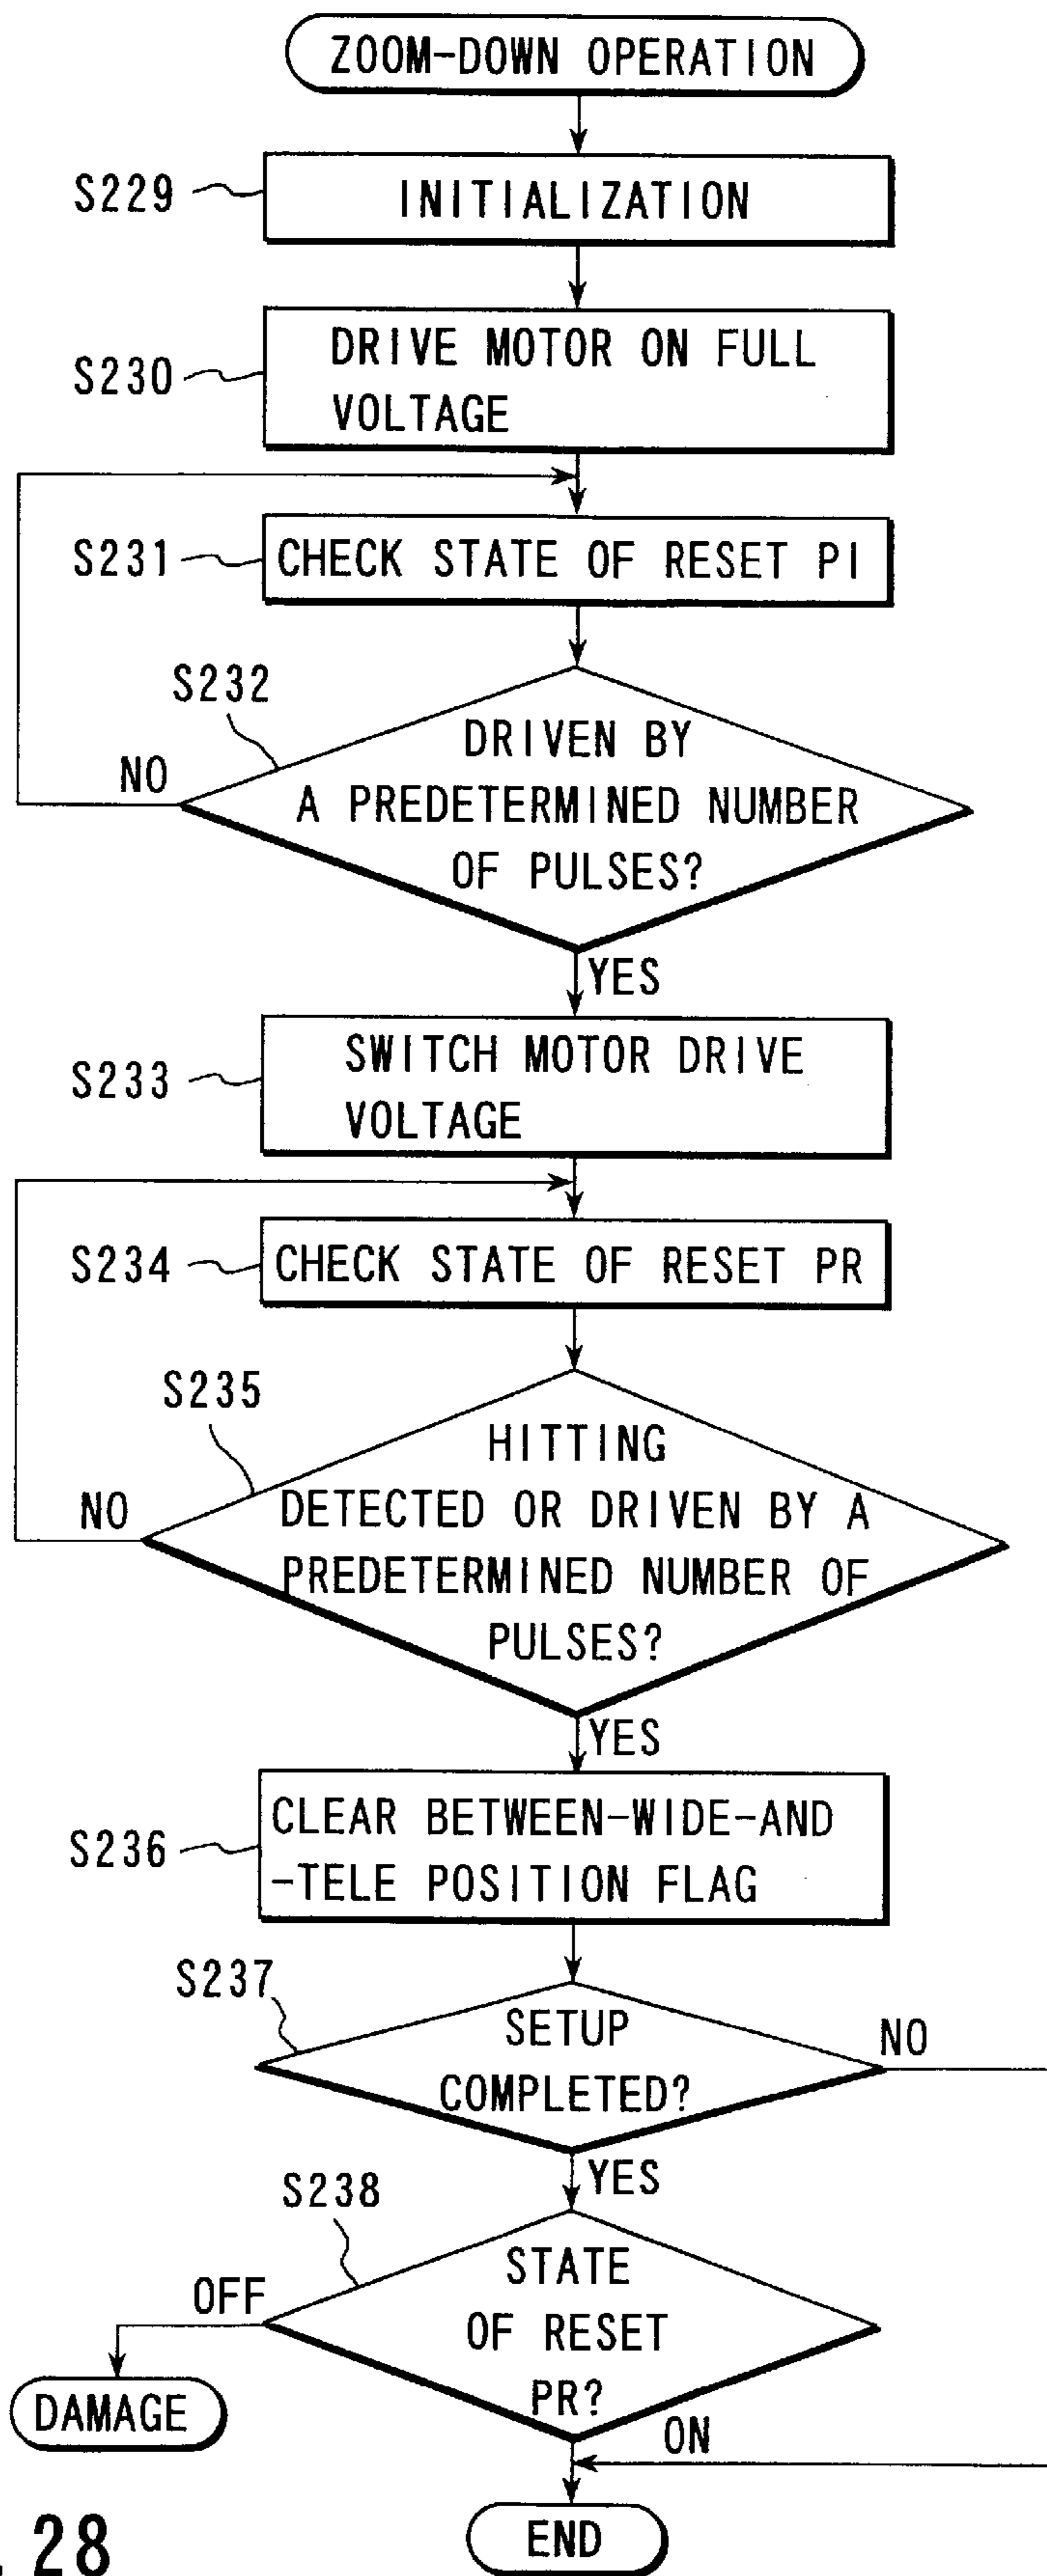 ZOOM-DOWN OPERATION
S229
INITIALIZATION
S230
DRIVE MOTOR ON FULL
VOLTAGE
S231
CHECK STATE OF RESET PI
S232
DRIVEN BY
A PREDETERMINED NUMBER
OF PULSES?
NO
YES
S233
SWITCH MOTOR DRIVE
VOLTAGE
S234
CHECK STATE OF RESET PR
S235
HITTING
DETECTED OR DRIVEN BY A
PREDETERMINED NUMBER OF
PULSES?
NO
YES
S236
CLEAR BETWEEN-WIDE-AND
-TELE POSITION FLAG
S237
SETUP
COMPLETED?
NO
YES
S238
STATE
OF RESET
PR?
OFF
DAMAGE
ON
END
28